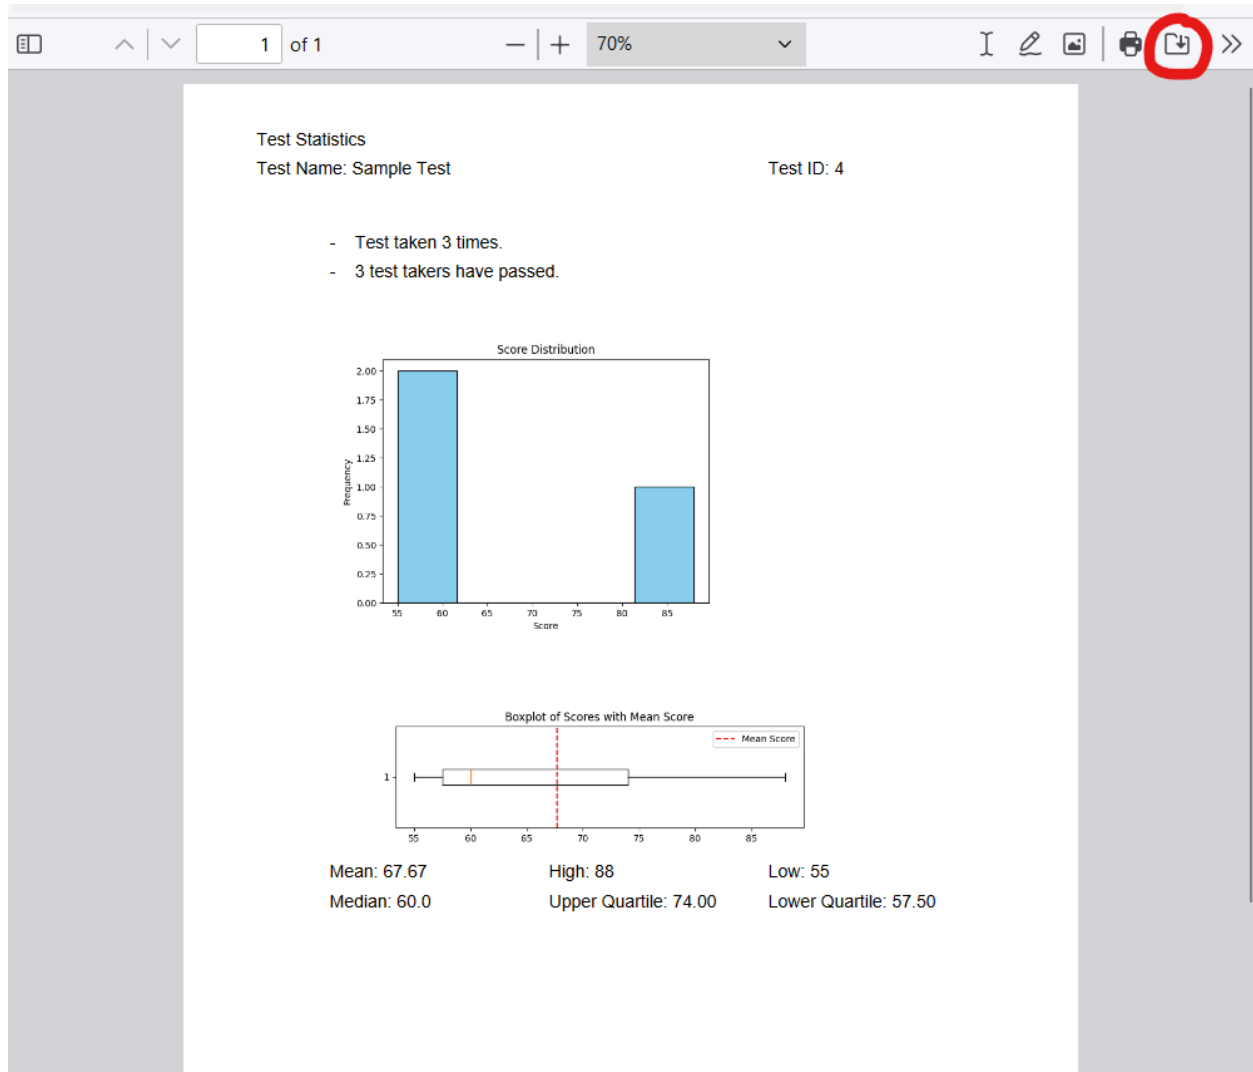 1 of 1 70%
Test Statistics
Test Name: Sample Test Test ID: 4
- Test taken 3 times.
- 3 test takers have passed.
Score Distribution
2.00
1.75
1.50
1.25
1.00
0.75
0.50
0.25
0.00
Frequency
55 60 65 70 75 80 85
Score
Boxplot of Scores with Mean Score
Mean Score
1
55 60 65 70 75 80 85
Mean: 67.67 High: 88 Low: 55
Median: 60.0 Upper Quartile: 74.00 Lower Quartile: 57.50